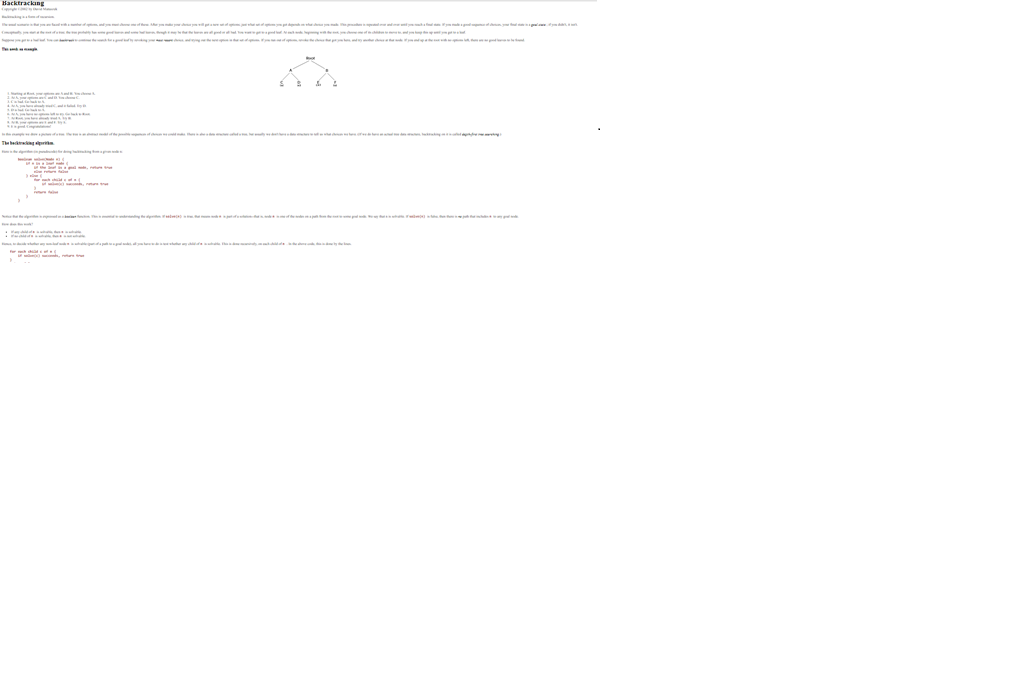 Backtracking
Copyright ©2002 by David Matuszek
Backtracking is a form of recursion.
The usual scenario is that you are faced with a number of options, and you must choose one of these. After you make your choice you will get a new set of options; just what set of options you get depends on what choice you made. This procedure is repeated over and over until you reach a final state. If you made a good sequence of choices, your final state is a goal state; if you didn't, it isn't.
Conceptually, you start at the root of a tree; the tree probably has some good leaves and some bad leaves, though it may be that the leaves are all good or all bad. You want to get to a good leaf. At each node, beginning with the root, you choose one of its children to move to, and you keep this up until you get to a leaf.
Suppose you get to a bad leaf. You can backtrack to continue the search for a good leaf by revoking your most recent choice, and trying out the next option in that set of options. If you run out of options, revoke the choice that got you here, and try another choice at that node. If you end up at the root with no options left, there are no good leaves to be found.
This needs an example.
Root
A B
C D E F
1. Starting at Root, your options are A and B. You choose A.
2. At A, your options are C and D. You choose C.
3. C is bad. Go back to A.
4. At A, you have already tried C, and it failed. Try D.
5. D is bad. Go back to A.
6. At A, you have no options left to try. Go back to Root.
7. At Root, you have already tried A. Try B.
8. At B, your options are E and F. Try E.
9. E is good. Congratulations!
In this example we drew a picture of a tree. The tree is an abstract model of the possible sequences of choices we could make. There is also a data structure called a tree, but usually we don't have a data structure to tell us what choices we have. (If we do have an actual tree data structure, backtracking on it is called depth-first tree searching.)
The backtracking algorithm.
Here is the algorithm (in pseudocode) for doing backtracking from a given node n:
boolean solve(Node n) {
if n is a leaf node {
if the leaf is a goal node, return true
else return false
} else {
for each child c of n {
if solve(c) succeeds, return true
}
return false
}
}
Notice that the algorithm is expressed as a boolean function. This is essential to understanding the algorithm. If solve(n) is true, that means node n is part of a solution--that is, node n is one of the nodes on a path from the root to some goal node. We say that n is solvable. If solve(n) is false, then there is no path that includes n to any goal node.
How does this work?
• If any child of n is solvable, then n is solvable.
• If no child of n is solvable, then n is not solvable.
Hence, to decide whether any non-leaf node n is solvable (part of a path to a goal node), all you have to do is test whether any child of n is solvable. This is done recursively, on each child of n. In the above code, this is done by the lines
for each child c of n {
if solve(c) succeeds, return true
}